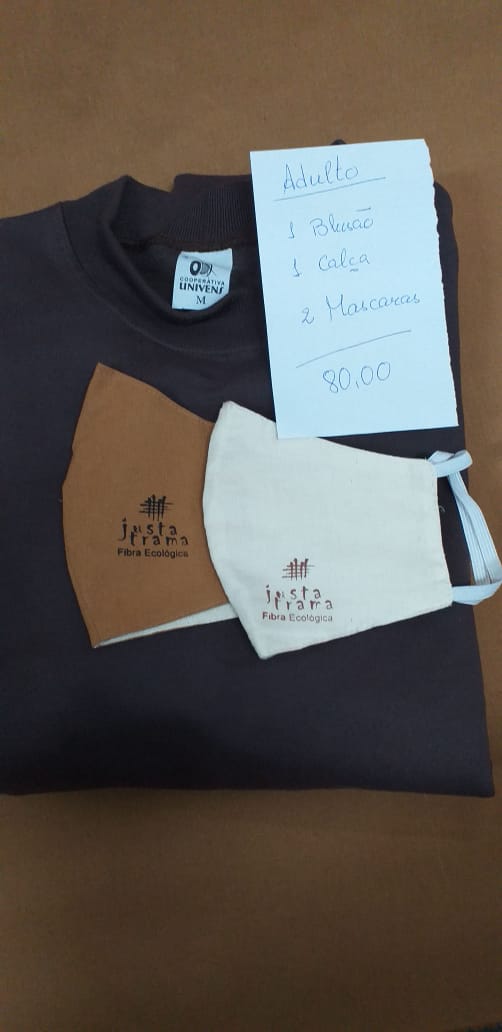 Adulto
1 Blusão
1 Calça
2 Mascaras
80,00
COOPERATIVA
UNIVENS
M
justa
trama
Fibra Ecológica
justa
trama
Fibra Ecológica